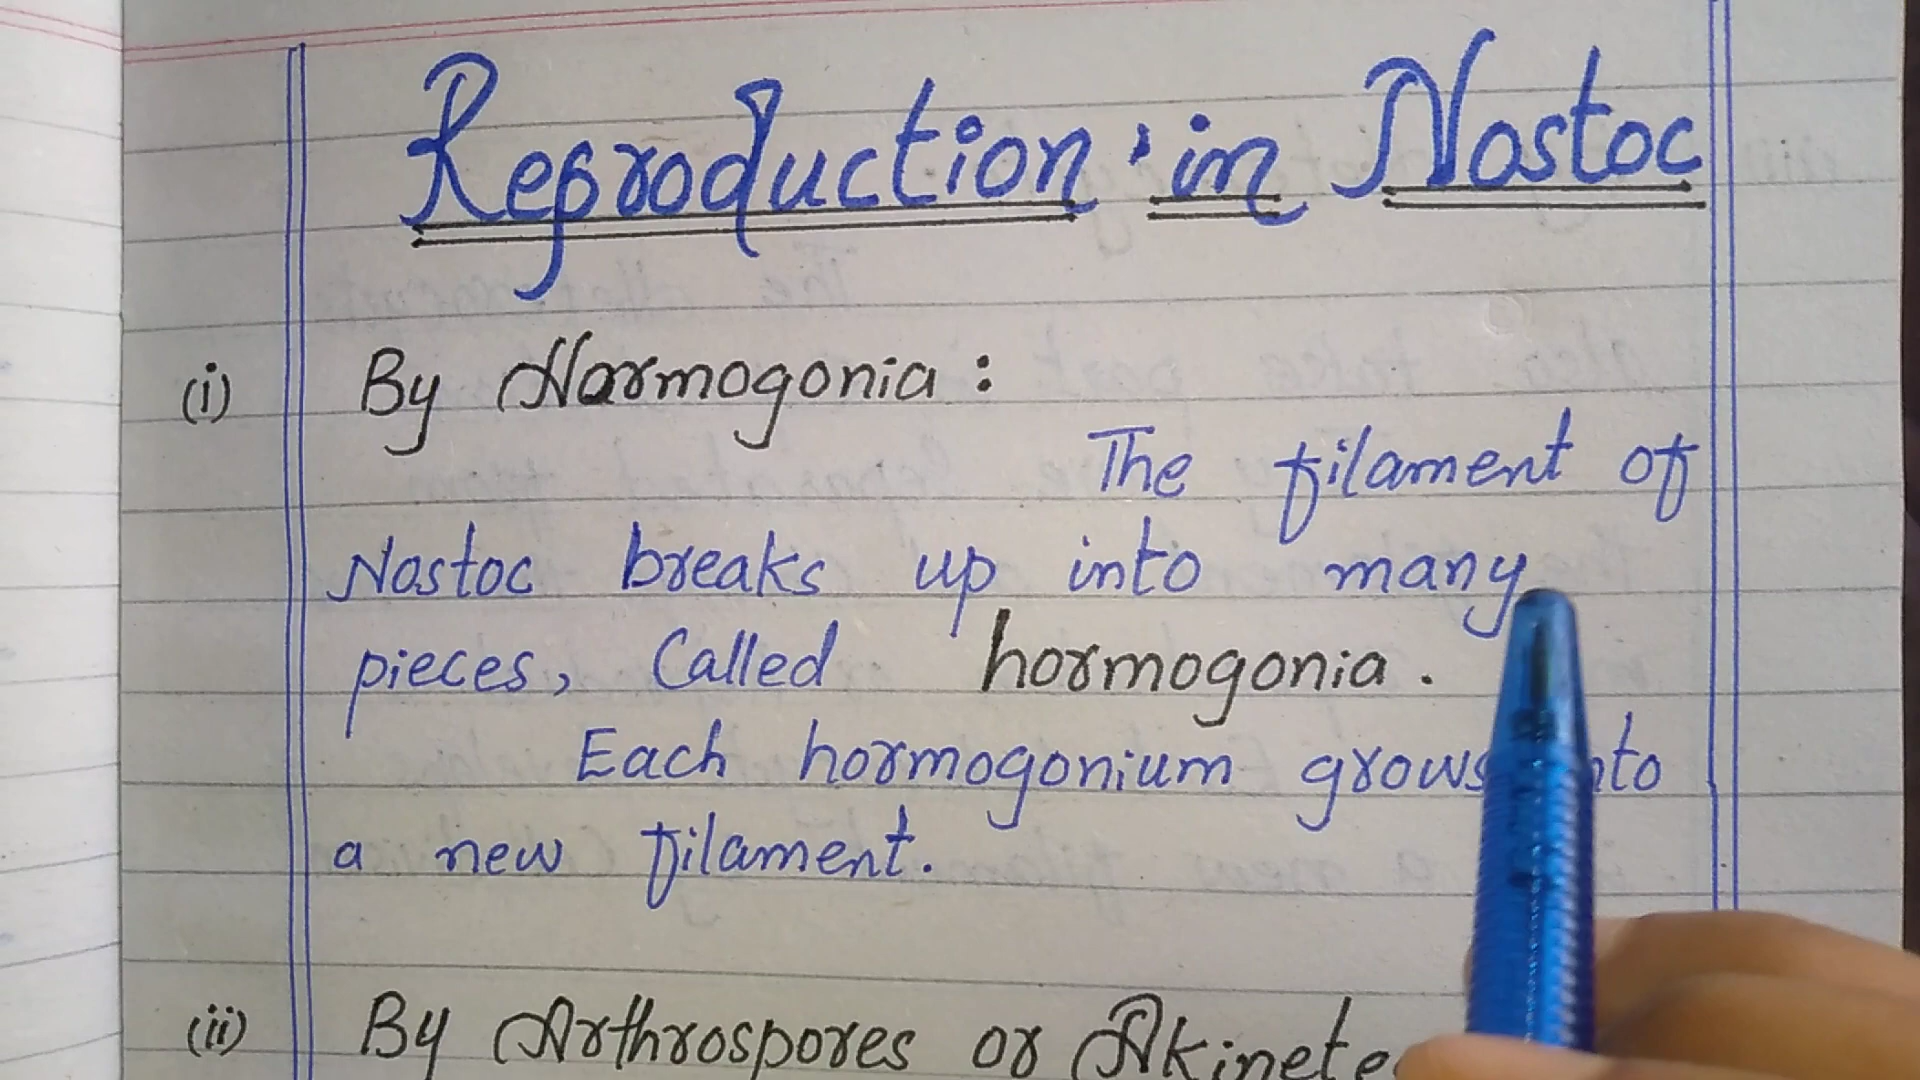 Reproduction in Nostoc
(i) By Hormogonia :
The filament of
Nostoc breaks up into many
pieces, Called hormogonia .
Each hormogonium grows
a new filament.
(ii) By Arthrospores or